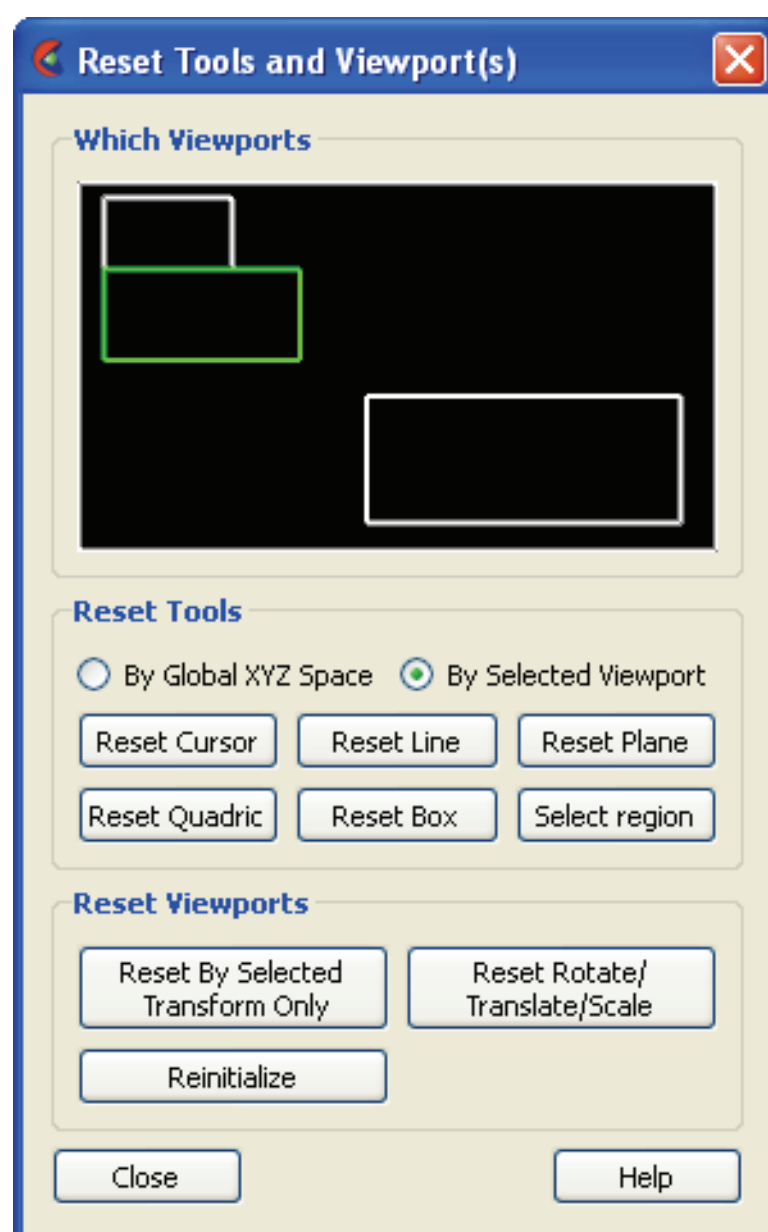 Reset Tools and Viewport(s)
Which Viewports
Reset Tools
By Global XYZ Space By Selected Viewport
Reset Cursor Reset Line Reset Plane
Reset Quadric Reset Box Select region
Reset Viewports
Reset By Selected Reset Rotate/
Transform Only Translate/Scale
Reinitialize
Close Help